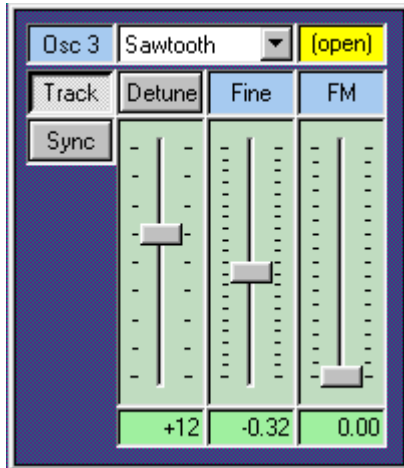 Osc 3 Sawtooth (open)
Track Detune Fine FM
Sync
+12 -0.32 0.00